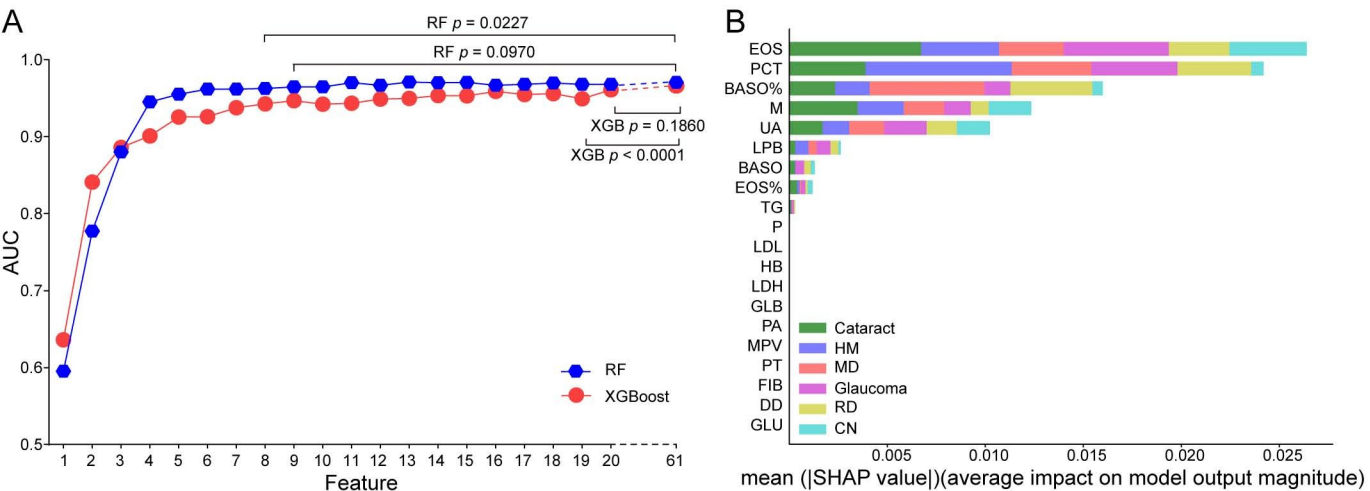 A
RF p = 0.0227
RF p = 0.0970
1.0
0.9
0.8
0.7
0.6
0.5
AUC
XGB p = 0.1860
XGB p < 0.0001
RF
XGBoost
1 2 3 4 5 6 7 8 9 10 11 12 13 14 15 16 17 18 19 20 61
Feature
B
EOS
PCT
BASO%
M
UA
LPB
BASO
EOS%
TG
P
LDL
HB
LDH
GLB
PA
MPV
PT
FIB
DD
GLU
Cataract
HM
MD
Glaucoma
RD
CN
0.005 0.010 0.015 0.020 0.025
mean (|SHAP value|)(average impact on model output magnitude)